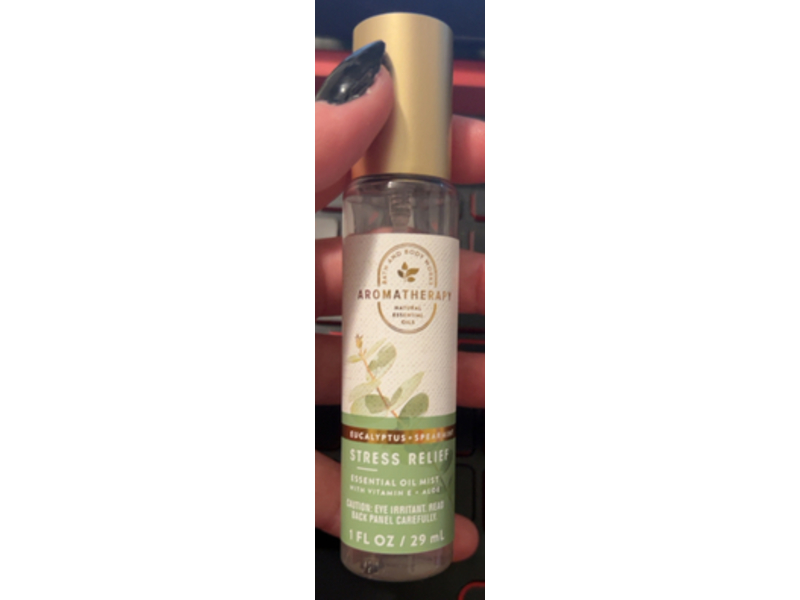 BATH AND BODY WORKS
AROMATHERAPY
NATURAL
ESSENTIAL
OILS
EUCALYPTUS + SPEARMINT
STRESS RELIEF
ESSENTIAL OIL MIST
WITH VITAMIN E + ALOE
CAUTION: EYE IRRITANT. READ
BACK PANEL CAREFULLY.
1 FL OZ / 29 mL